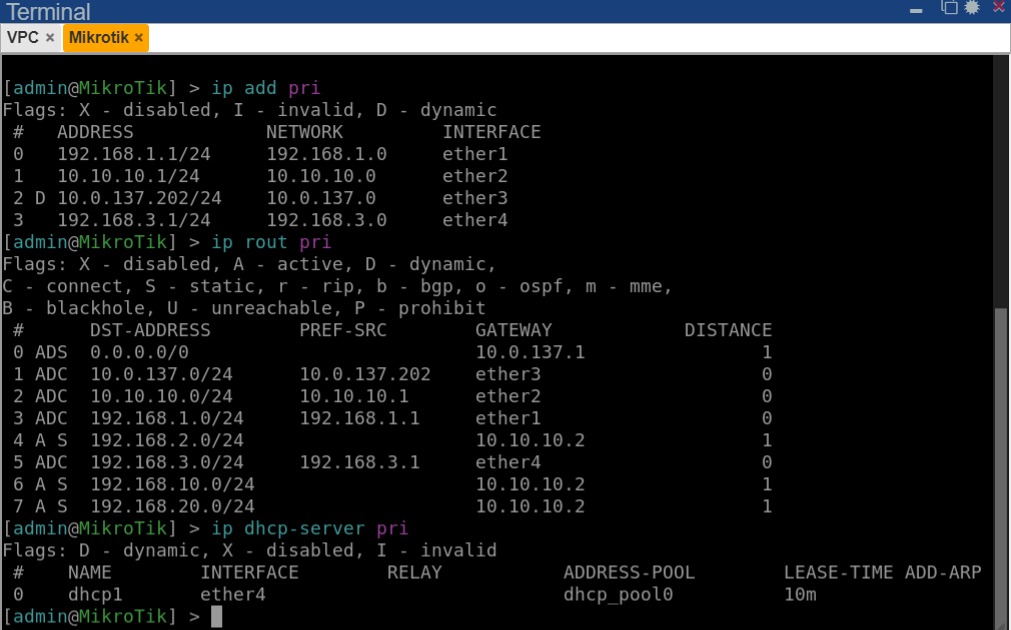 Terminal
VPC × Mikrotik ×
[admin@MikroTik] > ip add pri
Flags: X - disabled, I - invalid, D - dynamic
#   ADDRESS            NETWORK         INTERFACE
0   192.168.1.1/24     192.168.1.0     ether1
1   10.10.10.1/24      10.10.10.0      ether2
2 D 10.0.137.202/24    10.0.137.0      ether3
3   192.168.3.1/24     192.168.3.0     ether4
[admin@MikroTik] > ip rout pri
Flags: X - disabled, A - active, D - dynamic,
C - connect, S - static, r - rip, b - bgp, o - ospf, m - mme,
B - blackhole, U - unreachable, P - prohibit
#      DST-ADDRESS        PREF-SRC        GATEWAY            DISTANCE
0 ADS  0.0.0.0/0                          10.0.137.1                1
1 ADC  10.0.137.0/24      10.0.137.202    ether3                    0
2 ADC  10.10.10.0/24      10.10.10.1      ether2                    0
3 ADC  192.168.1.0/24     192.168.1.1     ether1                    0
4 A S  192.168.2.0/24                     10.10.10.2                1
5 ADC  192.168.3.0/24     192.168.3.1     ether4                    0
6 A S  192.168.10.0/24                    10.10.10.2                1
7 A S  192.168.20.0/24                    10.10.10.2                1
[admin@MikroTik] > ip dhcp-server pri
Flags: D - dynamic, X - disabled, I - invalid
#    NAME        INTERFACE        RELAY           ADDRESS-POOL        LEASE-TIME ADD-ARP
0    dhcp1       ether4                           dhcp_pool0          10m
[admin@MikroTik] >